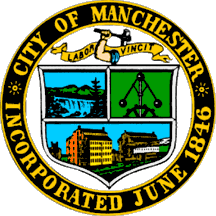 CITY OF MANCHESTER
LABOR VINCIT
INCORPORATED JUNE 1846